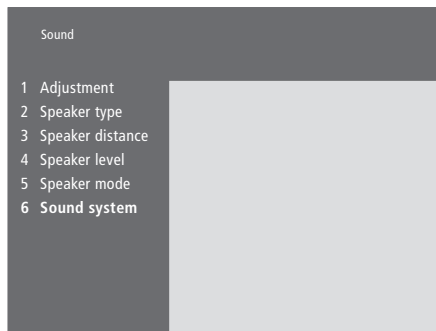 Sound
1 Adjustment
2 Speaker type
3 Speaker distance
4 Speaker level
5 Speaker mode
6 Sound system